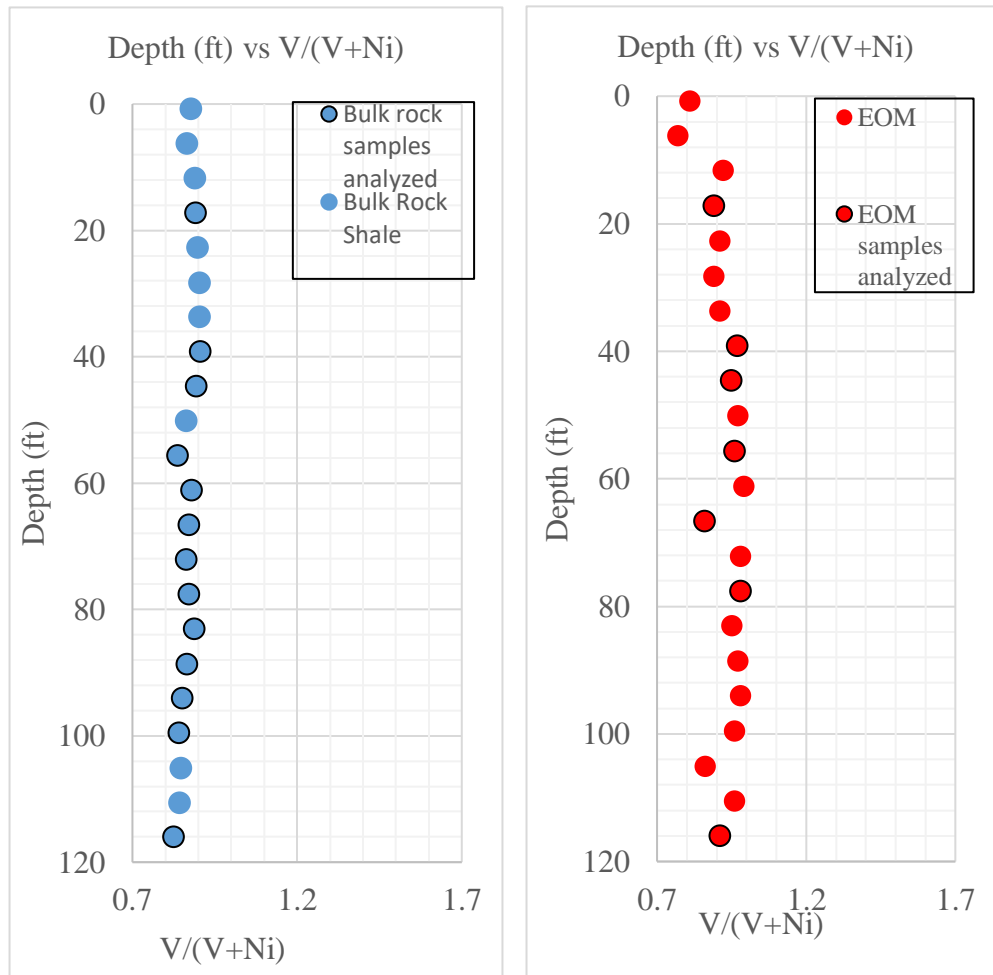 Depth (ft) vs V/(V+Ni)
0
20
40
60
80
100
120
0.7
1.2
1.7
Depth (ft)
V/(V+Ni)
Bulk rock
samples
analyzed
Bulk Rock
Shale
Depth (ft) vs V/(V+Ni)
0
20
40
60
80
100
120
0.7
1.2
1.7
Depth (ft)
V/(V+Ni)
EOM
EOM
samples
analyzed